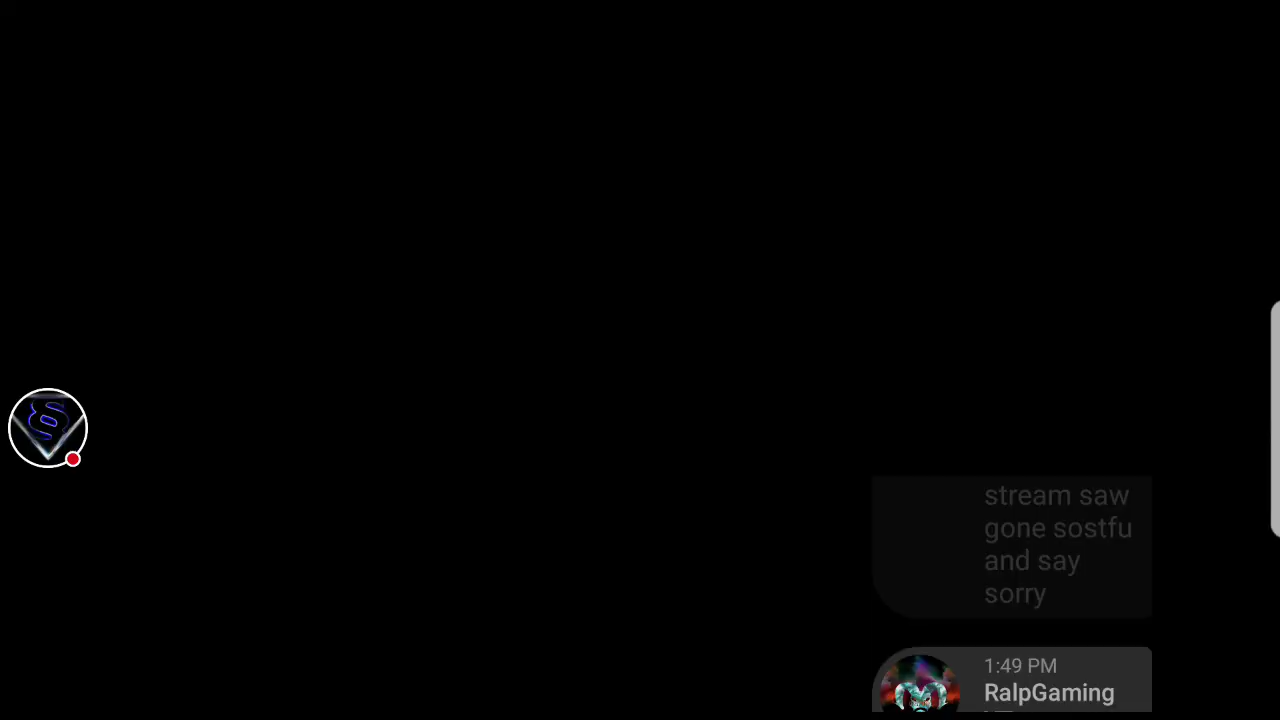 stream saw
gone sostfu
and say
sorry
1:49 PM
RalpGaming